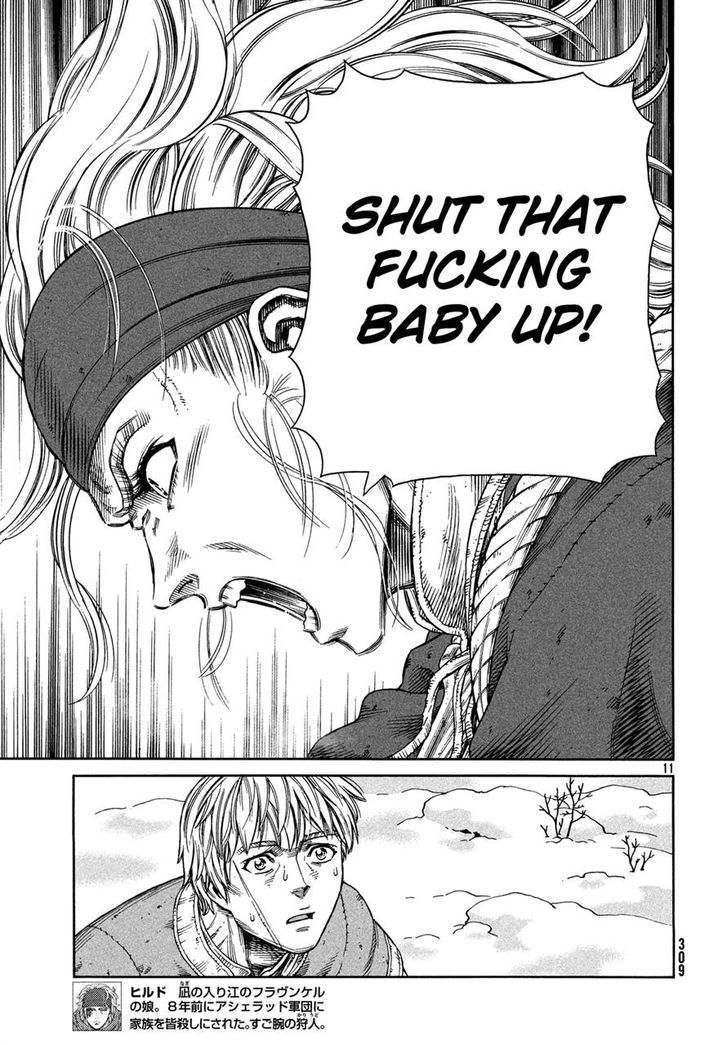 SHUT THAT
FUCKING
BABY UP!
11
309
ヒルド 凪の入り江のフラヴンケル
の娘。8年前にアシェラッド軍団に
家族を皆殺しにされた。すご腕の狩人。